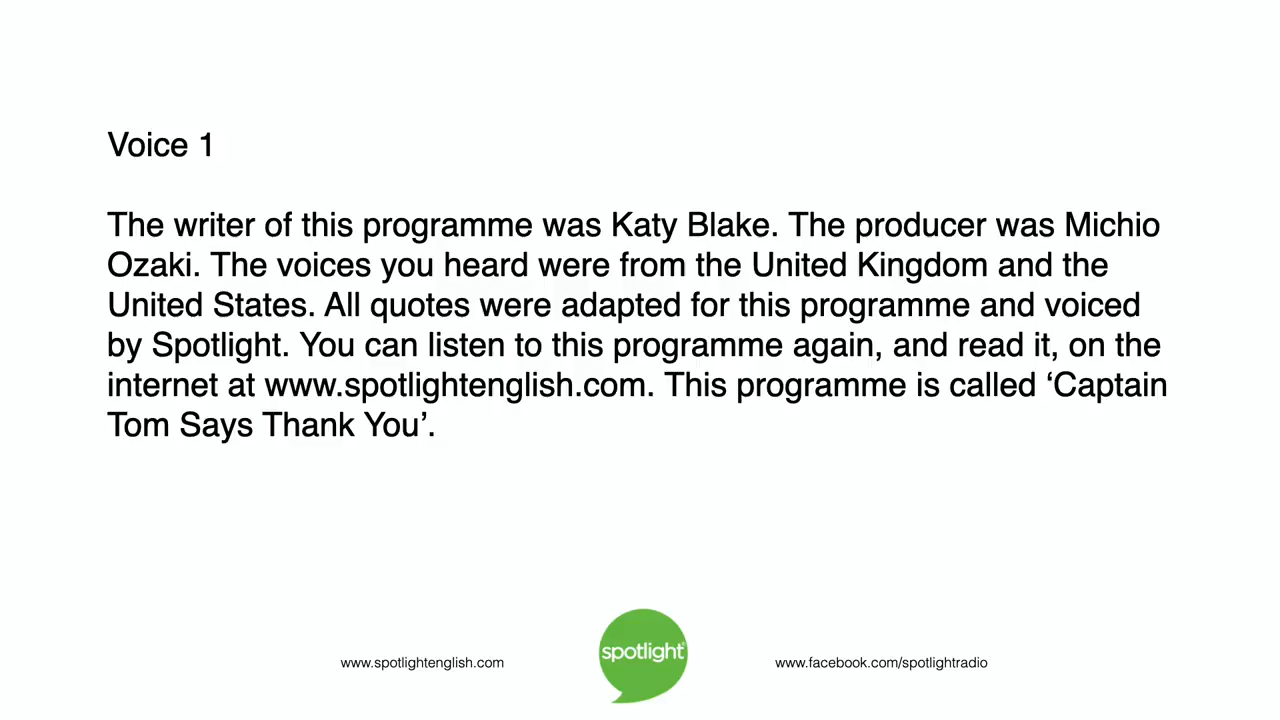 Voice 1
The writer of this programme was Katy Blake. The producer was Michio
Ozaki. The voices you heard were from the United Kingdom and the
United States. All quotes were adapted for this programme and voiced
by Spotlight. You can listen to this programme again, and read it, on the
internet at www.spotlightenglish.com. This programme is called ‘Captain
Tom Says Thank You’.
www.spotlightenglish.com
spotlight®
www.facebook.com/spotlightradio